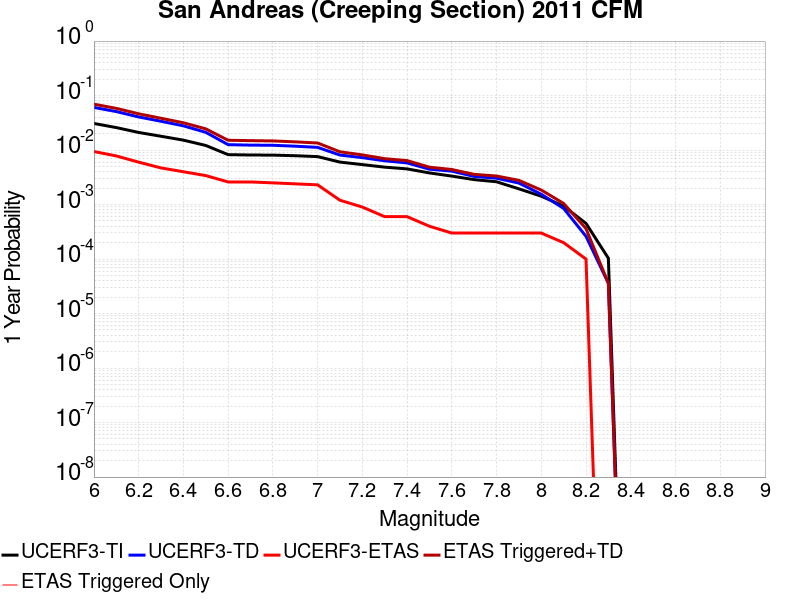 San Andreas (Creeping Section) 2011 CFM
10^0
10^-1
10^-2
10^-3
10^-4
10^-5
10^-6
10^-7
10^-8
1 Year Probability
6 6.2 6.4 6.6 6.8 7 7.2 7.4 7.6 7.8 8 8.2 8.4 8.6 8.8 9
Magnitude
UCERF3-TI UCERF3-TD UCERF3-ETAS ETAS Triggered+TD
ETAS Triggered Only